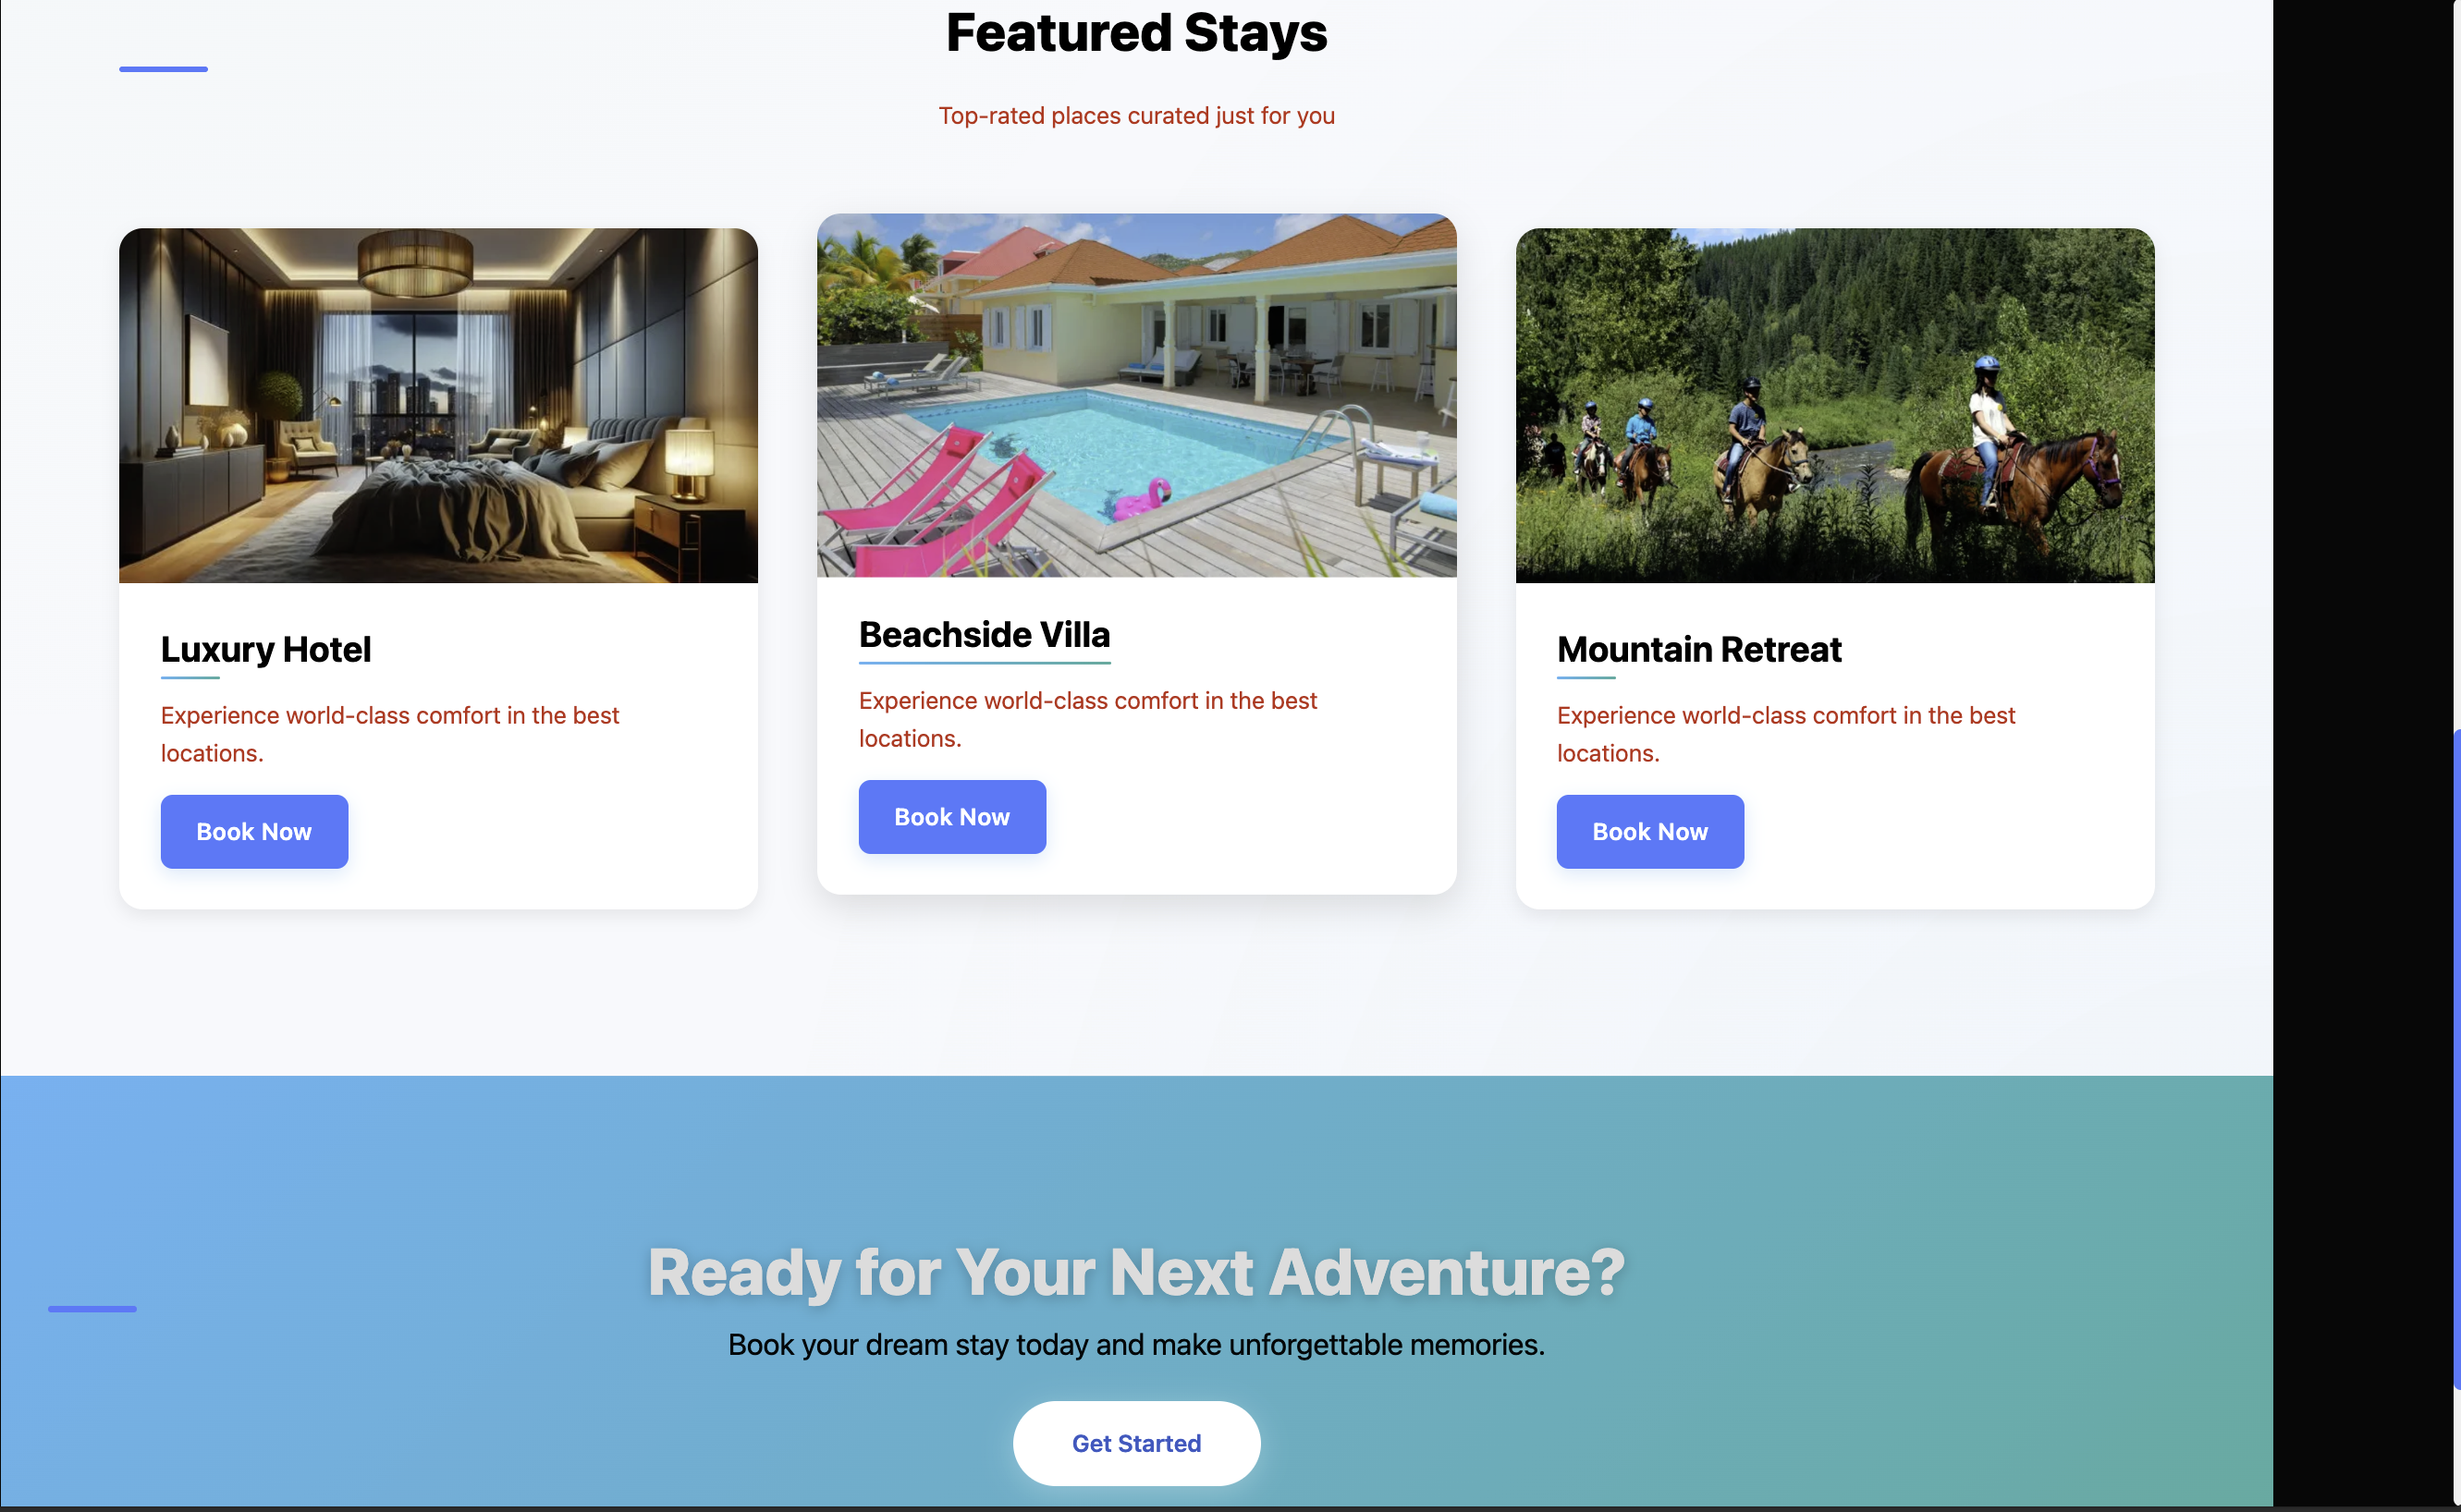 Featured Stays
Top-rated places curated just for you
Luxury Hotel
Experience world-class comfort in the best
locations.
Book Now
Beachside Villa
Experience world-class comfort in the best
locations.
Book Now
Mountain Retreat
Experience world-class comfort in the best
locations.
Book Now
Ready for Your Next Adventure?
Book your dream stay today and make unforgettable memories.
Get Started